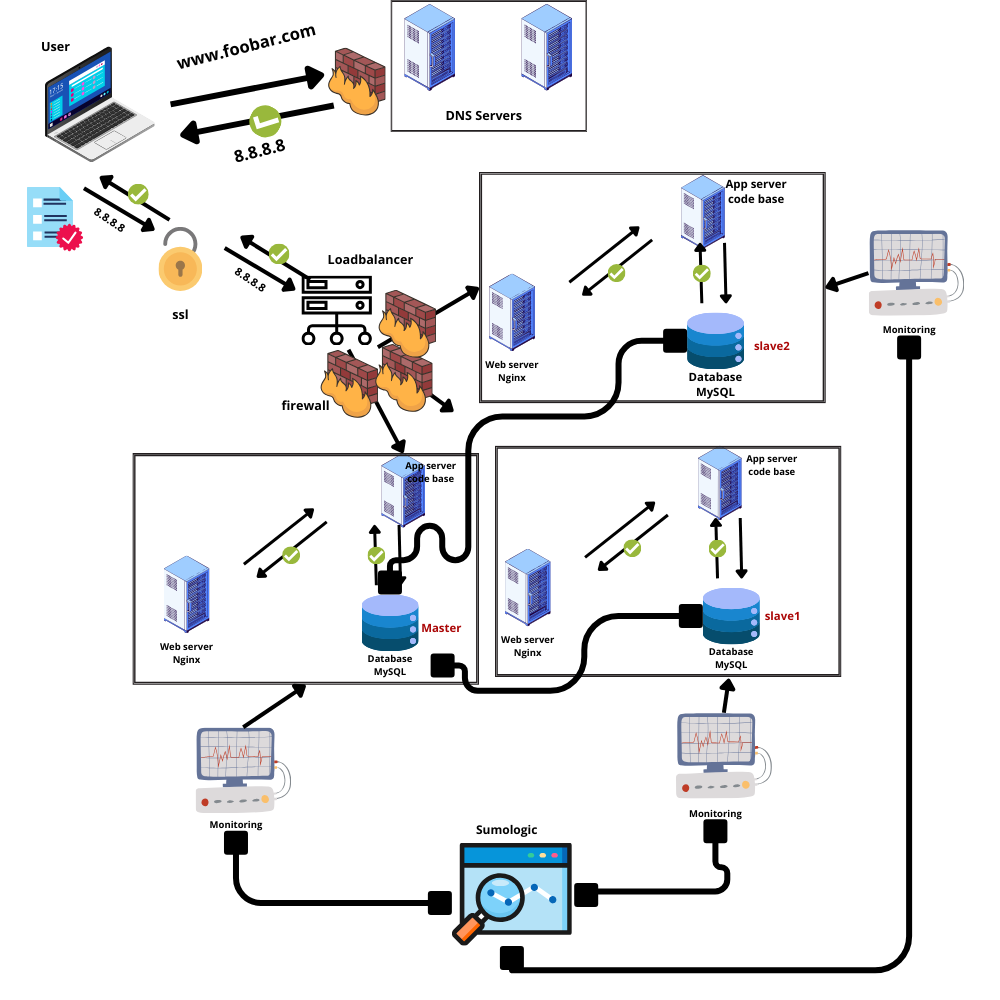 User
www.foobar.com
17:15
DNS Servers
8.8.8.8
8.8.8.8
ssl
8.8.8.8
Loadbalancer
firewall
App server
code base
Web server
Nginx
slave2
Database
MySQL
Monitoring
App server
code base
Web server
Nginx
Master
Database
MySQL
App server
code base
Web server
Nginx
slave1
Database
MySQL
Monitoring
Monitoring
Sumologic